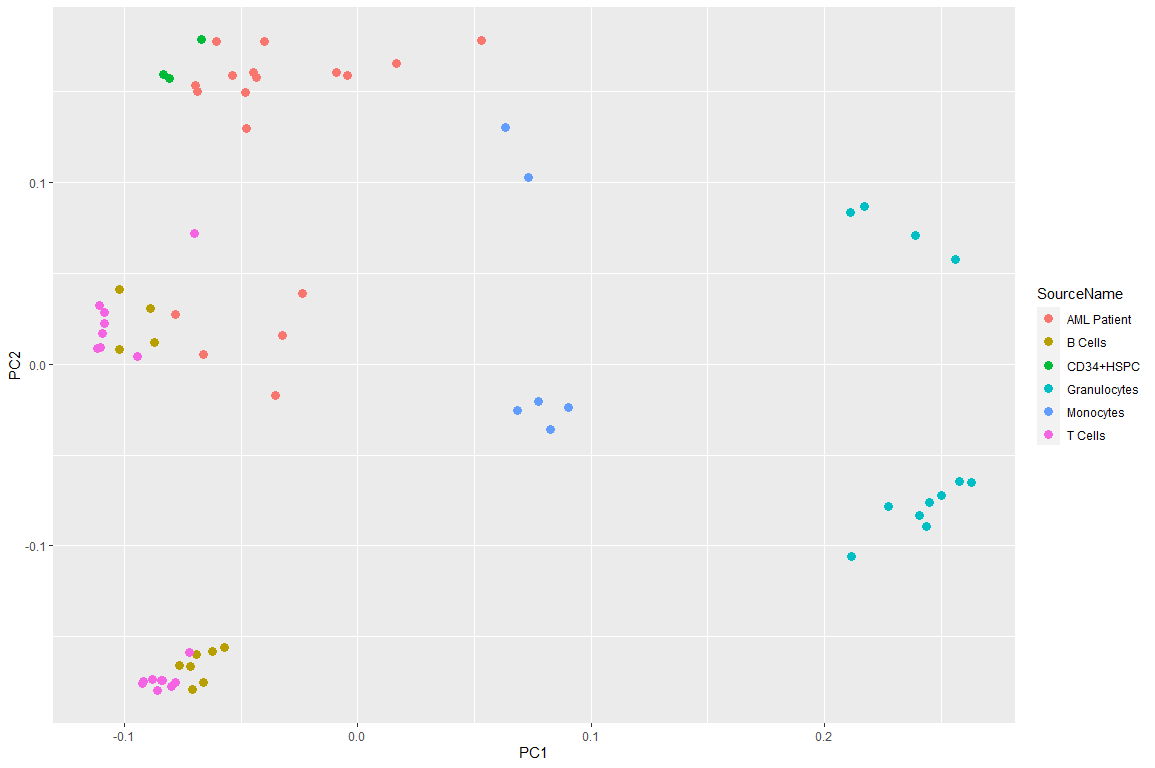 PC2
0.1
0.0
-0.1
-0.1
0.0
0.1
0.2
PC1
SourceName
AML Patient
B Cells
CD34+HSPC
Granulocytes
Monocytes
T Cells